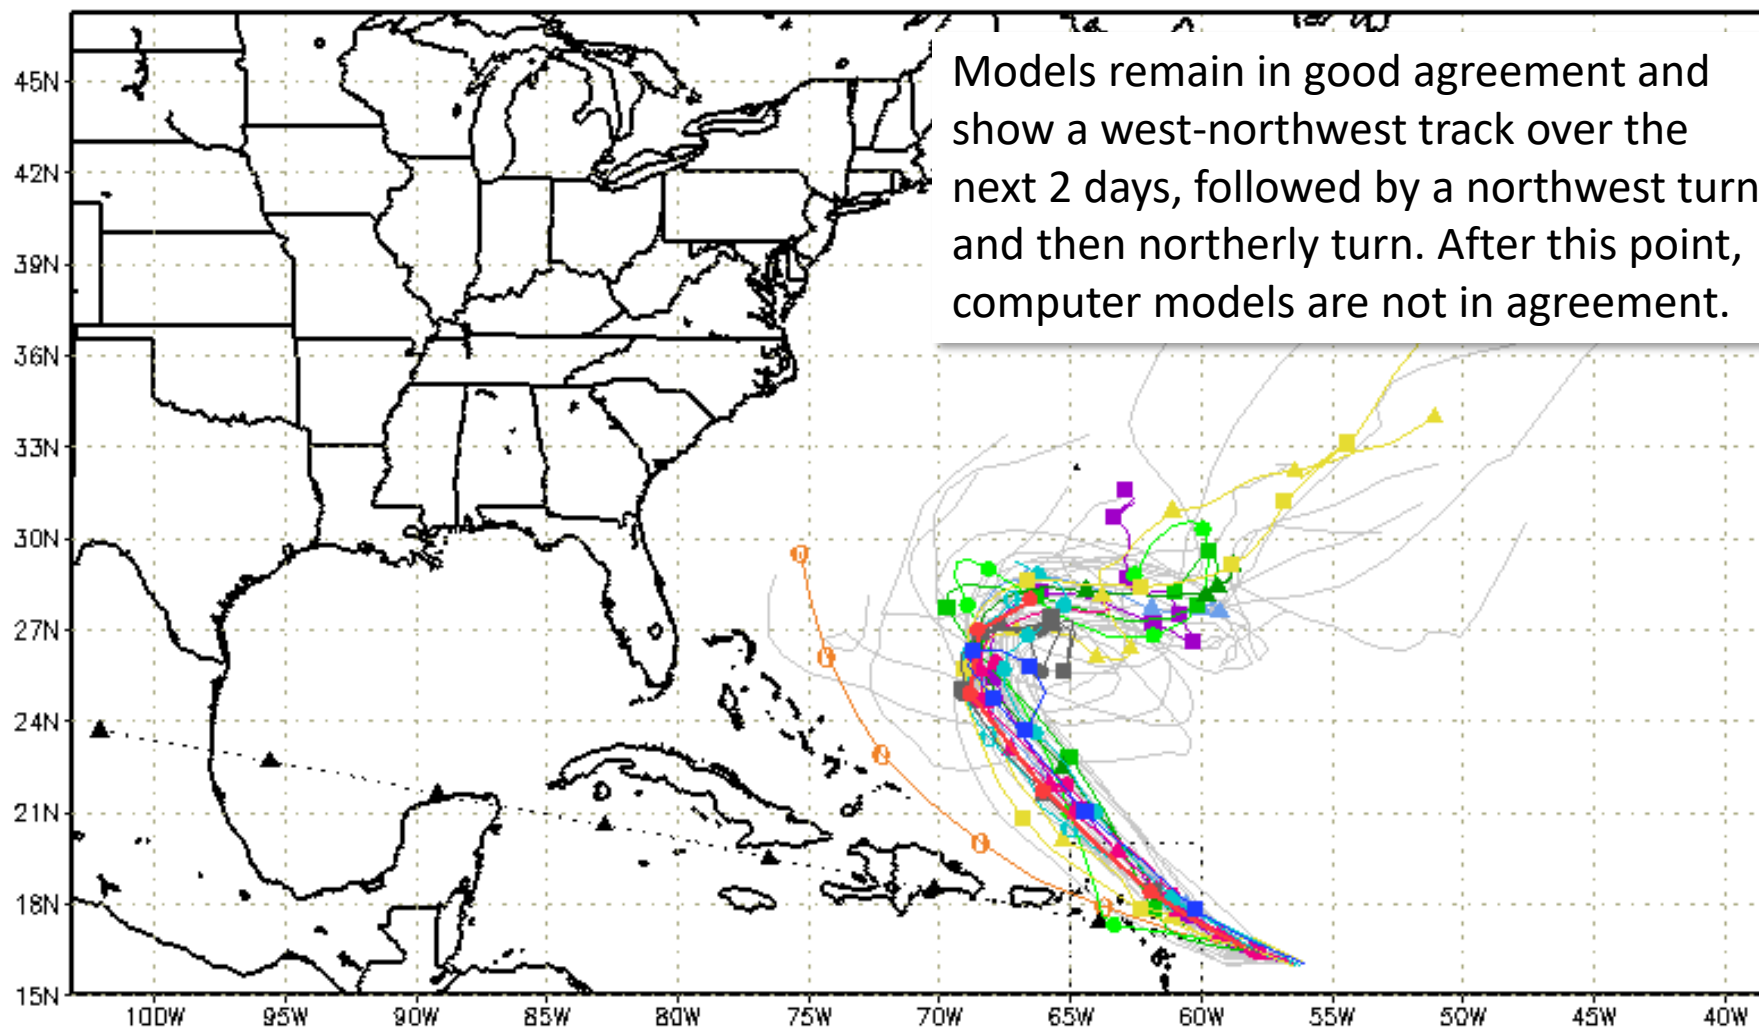 Models remain in good agreement and
show a west-northwest track over the
next 2 days, followed by a northwest turn
and then northerly turn. After this point,
computer models are not in agreement.
45N
42N
39N
36N
33N
30N
27N
24N
21N
18N
15N
100W 95W 90W 85W 80W 75W 70W 65W 60W 55W 50W 45W 40W